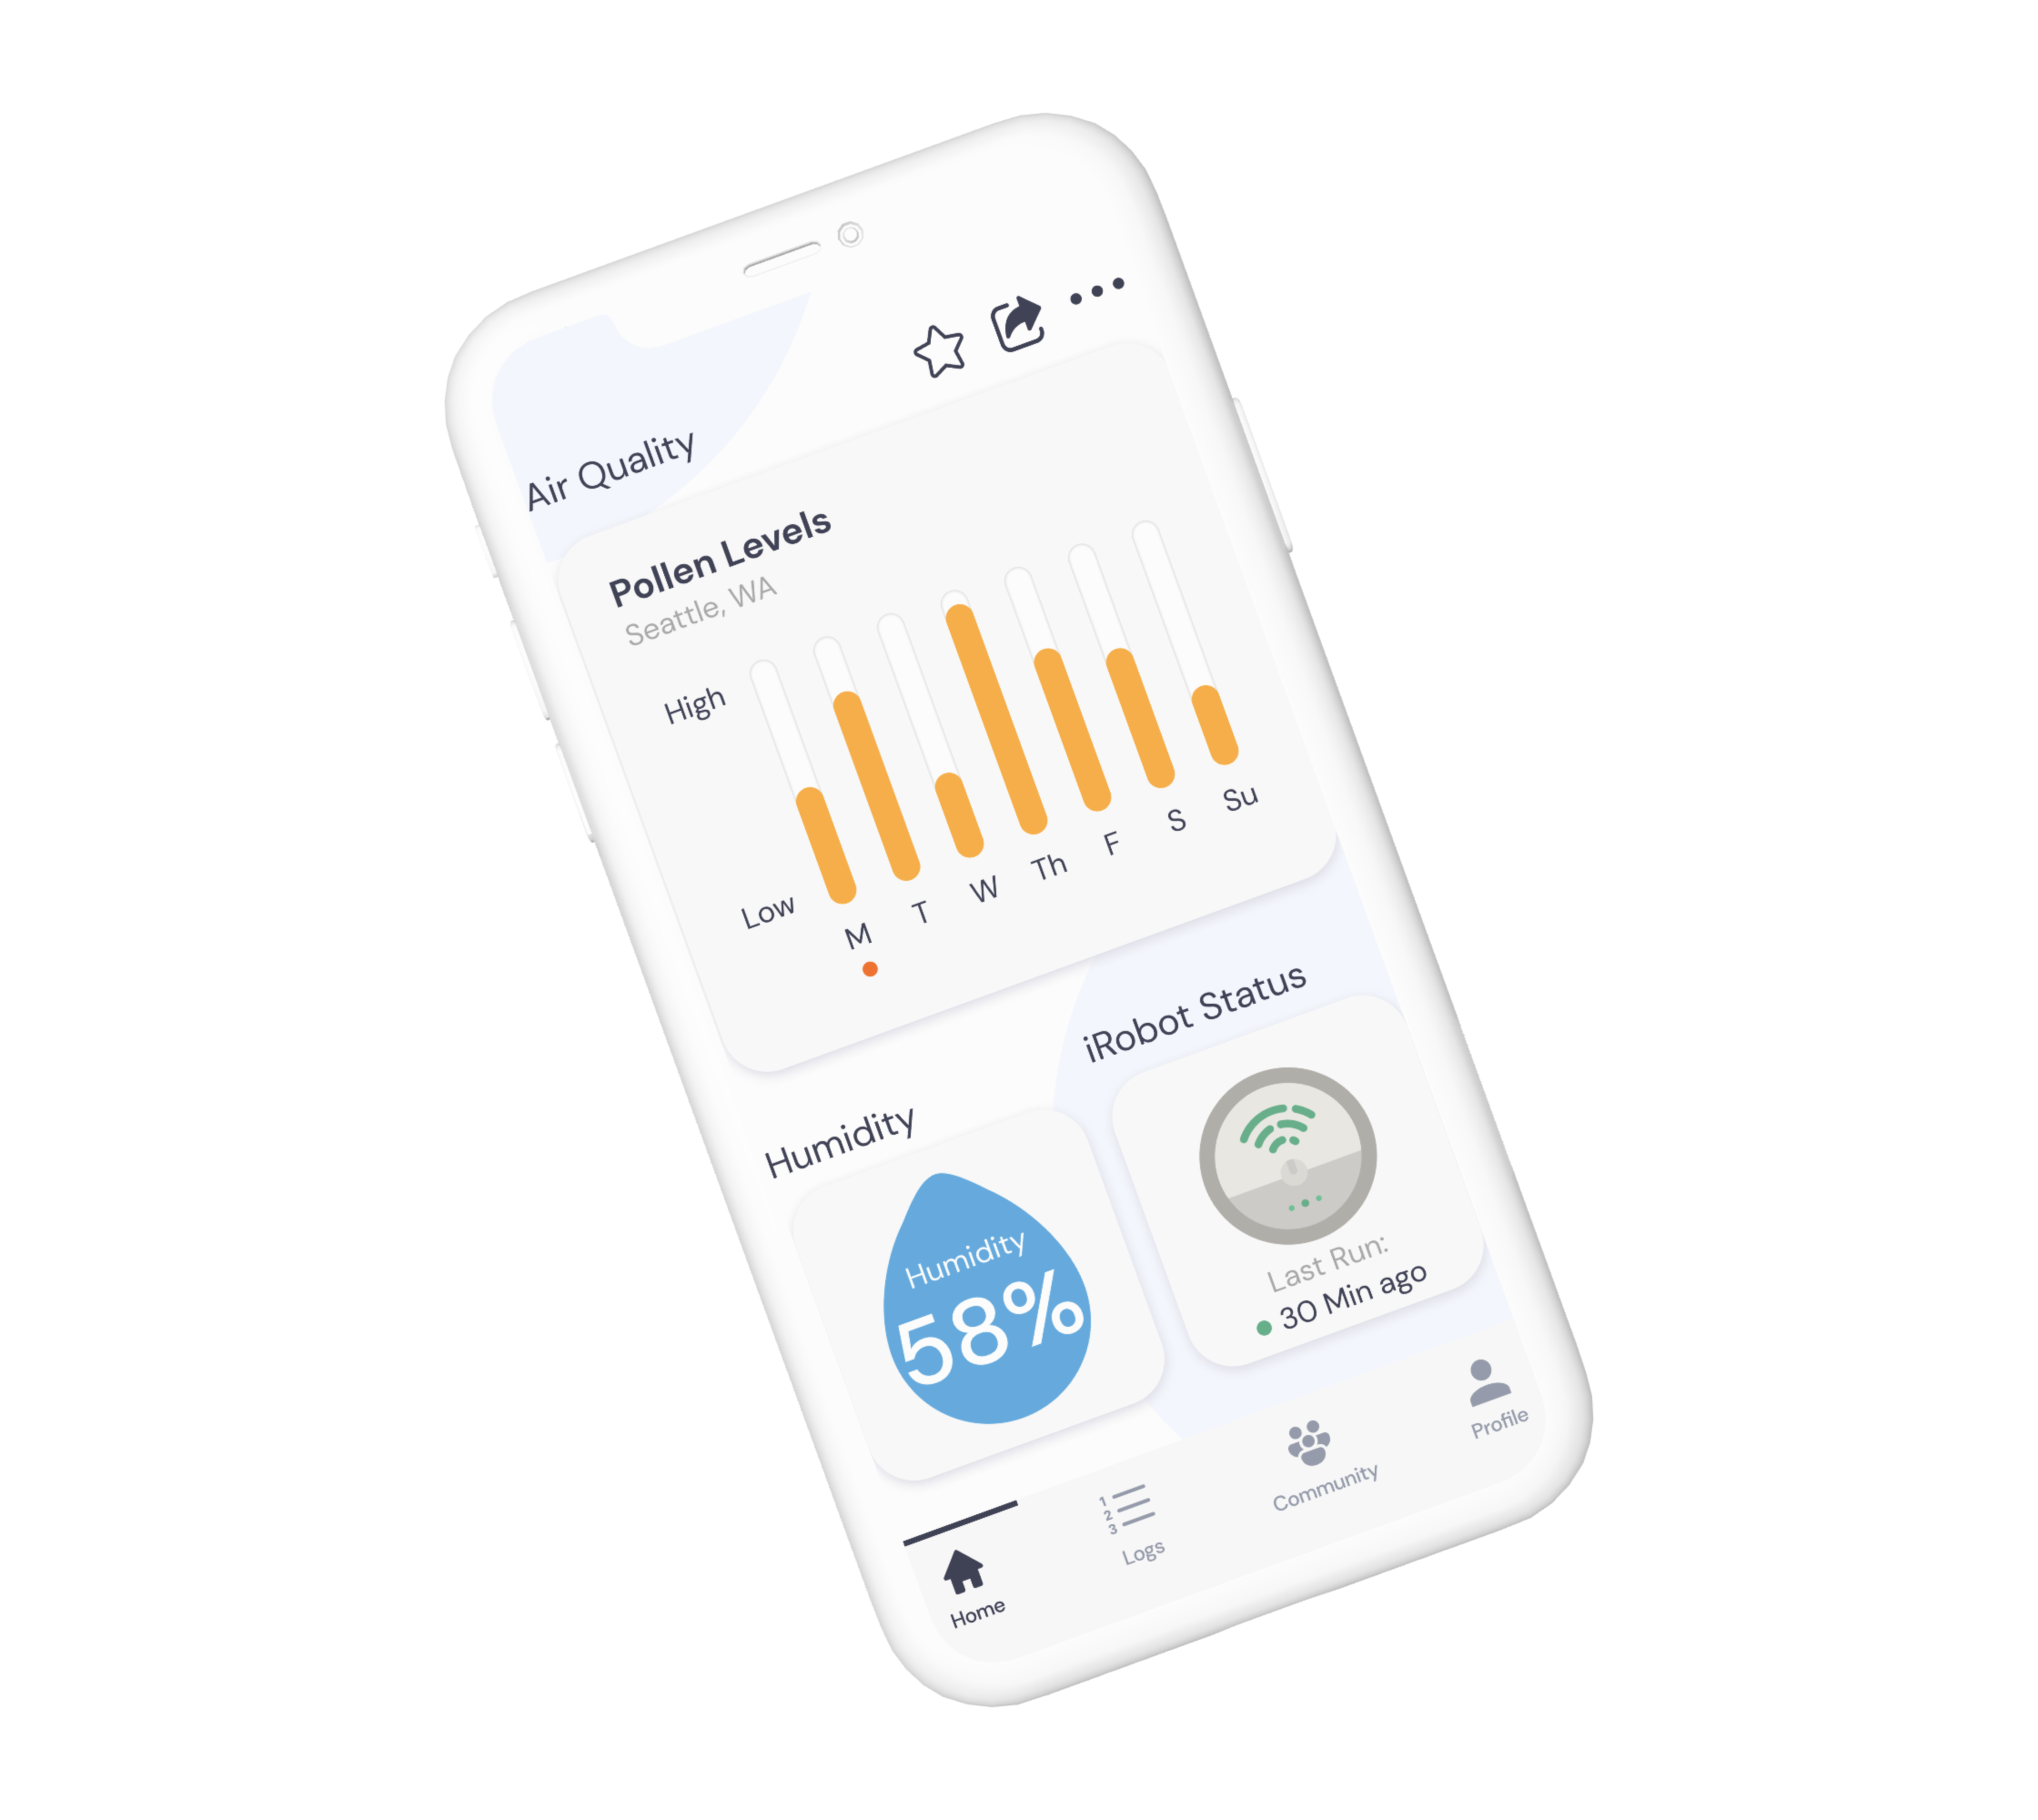 Air Quality
Pollen Levels
Seattle, WA
High
Low
M T W Th F S Su
Humidity
Humidity
58%
iRobot Status
Last Run:
30 Min ago
Home
1
2
3
Logs
Community
Profile